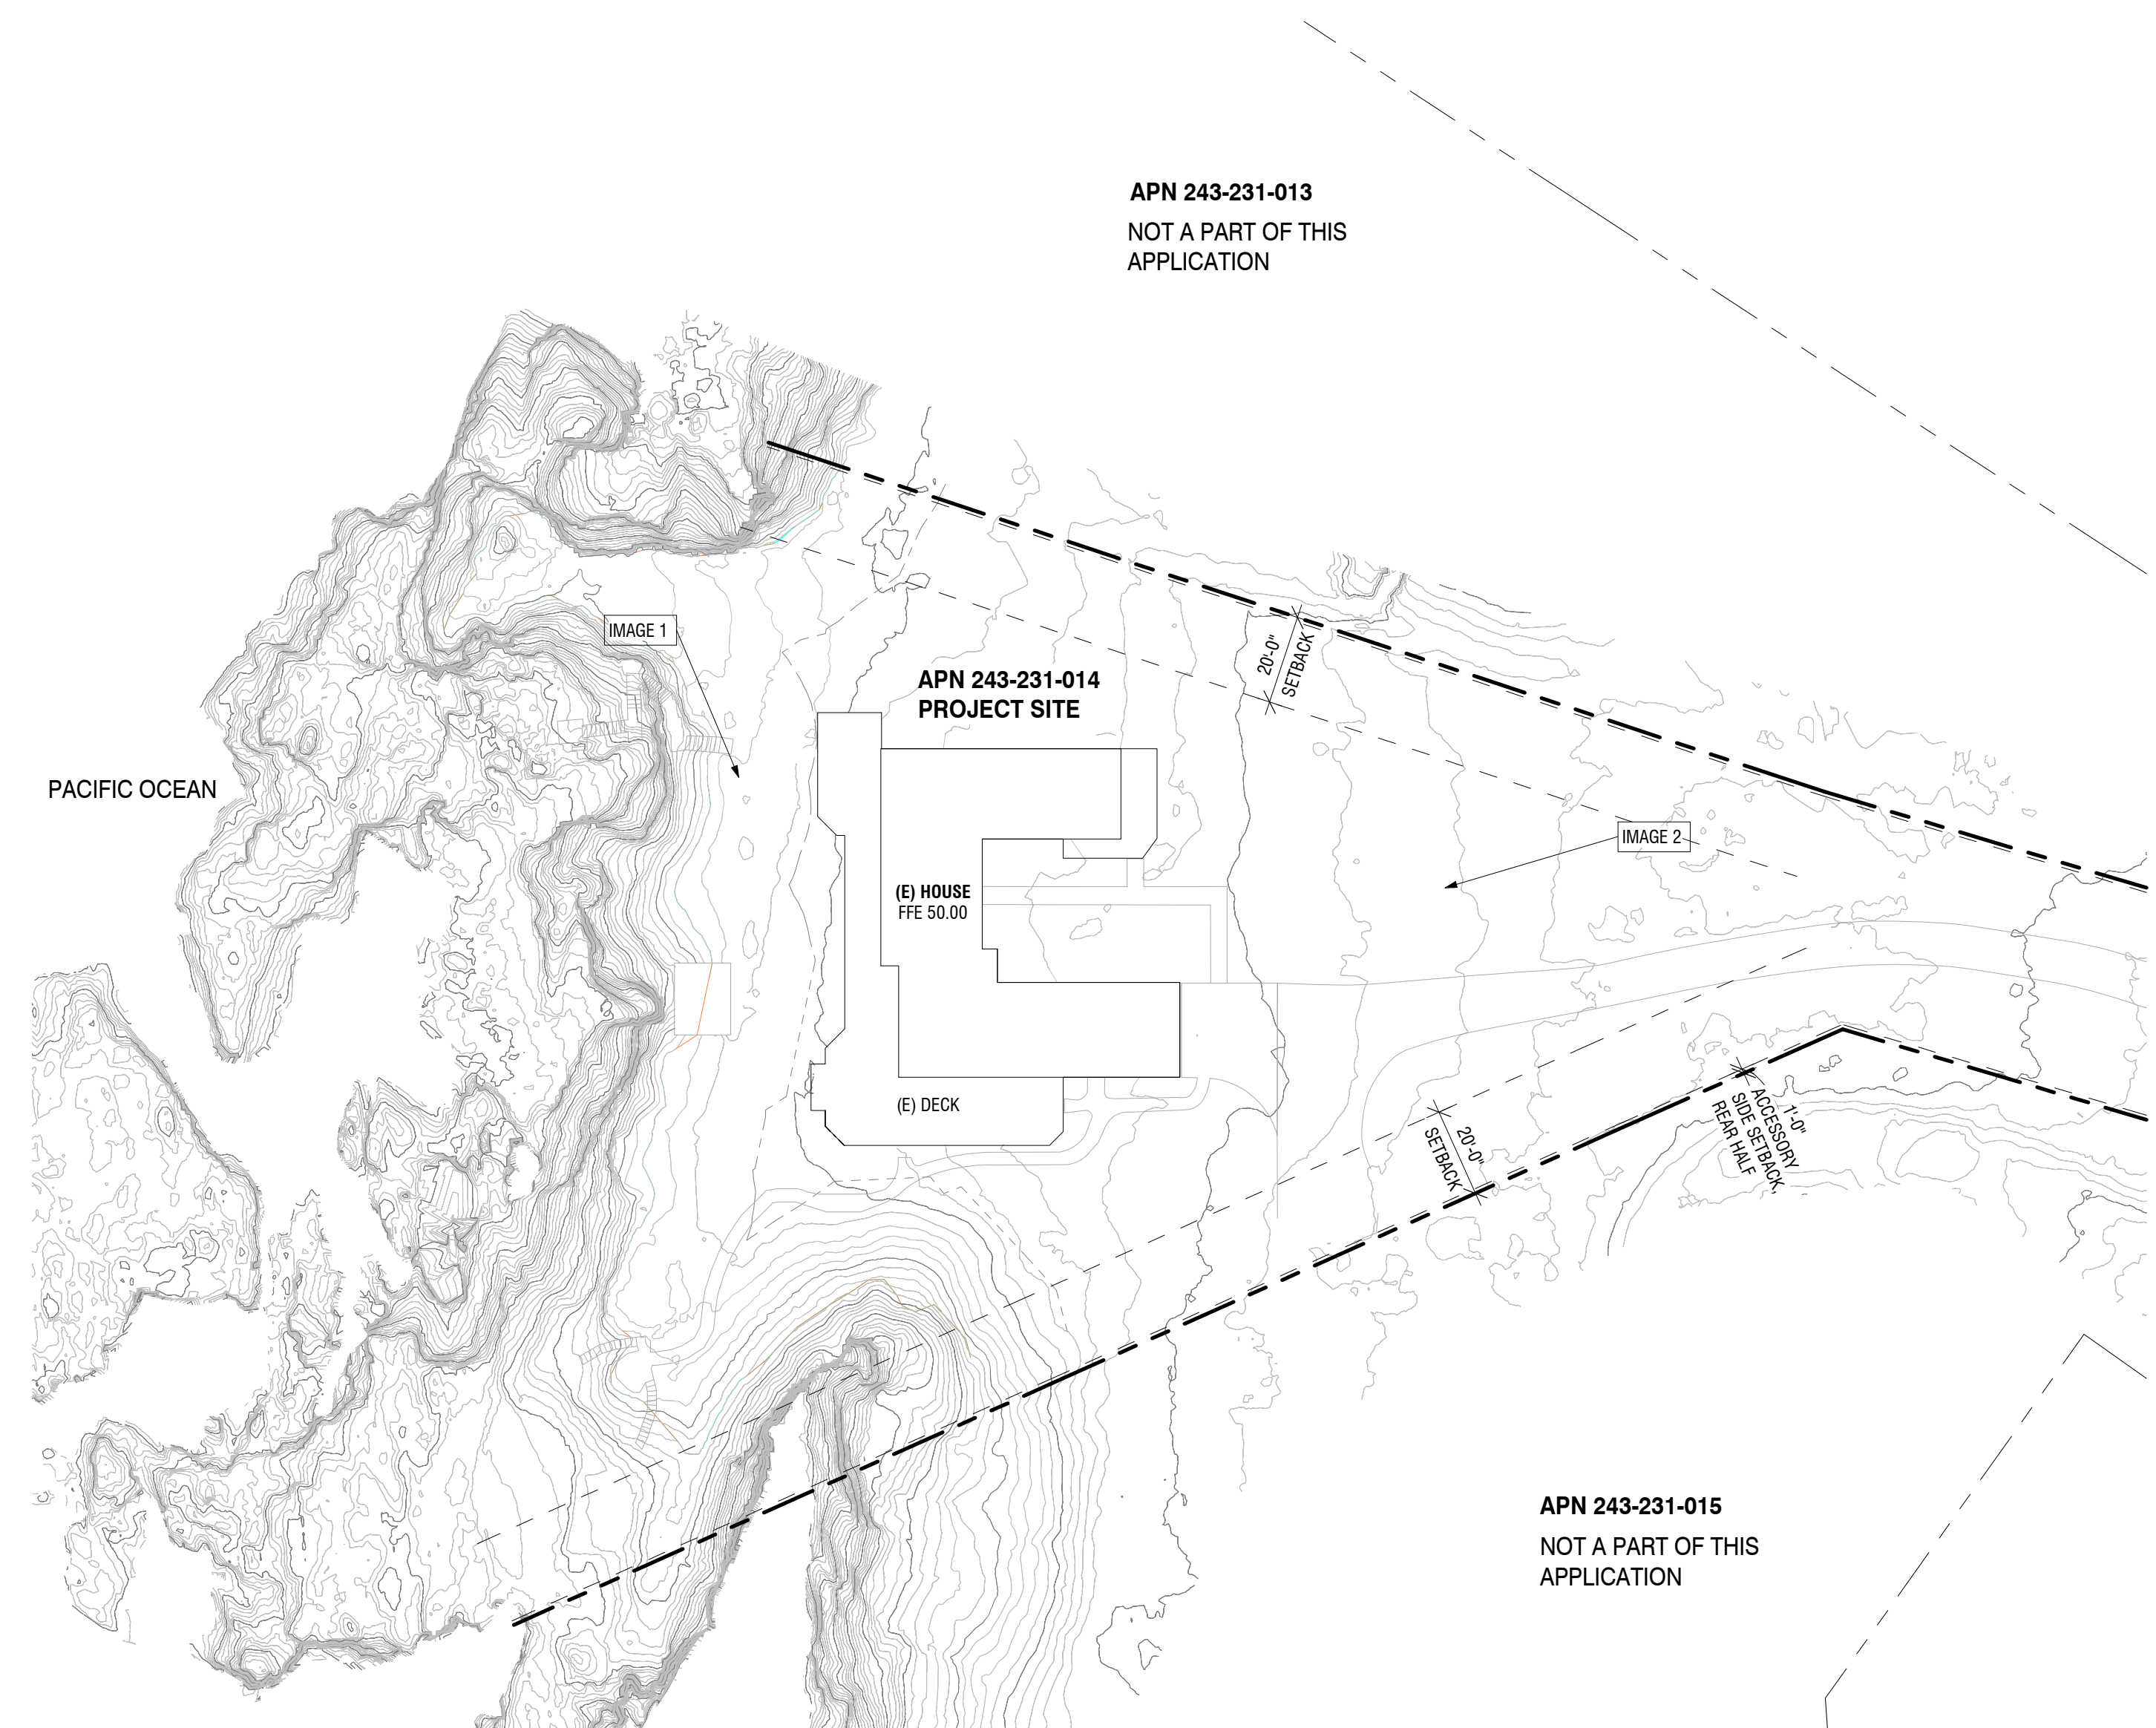 APN 243-231-013
NOT A PART OF THIS
APPLICATION
IMAGE 1
20'-0"
SETBACK
APN 243-231-014
PROJECT SITE
PACIFIC OCEAN
IMAGE 2
(E) HOUSE
FFE 50.00
(E) DECK
20'-0"
SETBACK
1'-0"
ACCESSORY
SIDE SETBACK,
REAR HALF
APN 243-231-015
NOT A PART OF THIS
APPLICATION